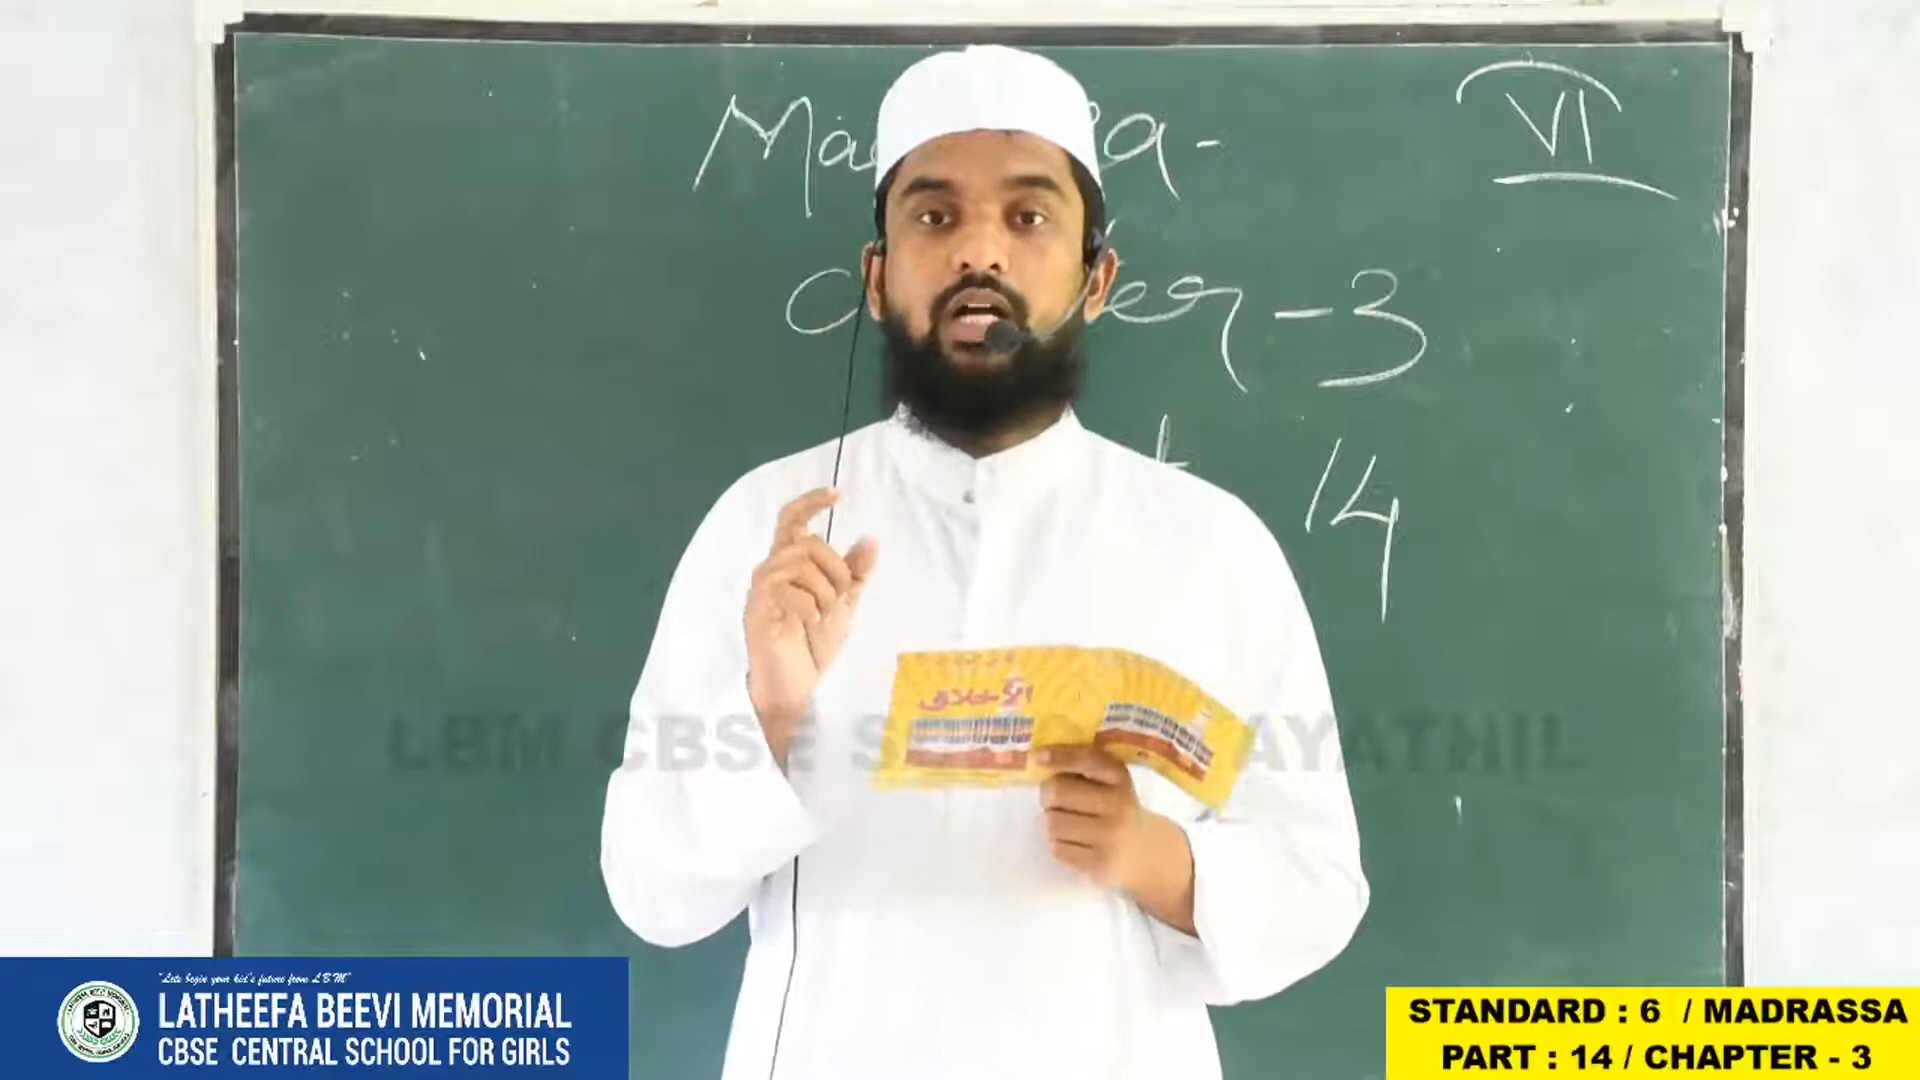 VI
Chapter - 3
14
الأخلاق
"Lets begin your kid's future from LBM"
LATHEEFA BEEVI MEMORIAL
CBSE CENTRAL SCHOOL FOR GIRLS
STANDARD : 6 / MADRASSA
PART : 14 / CHAPTER - 3
LBM CBSE